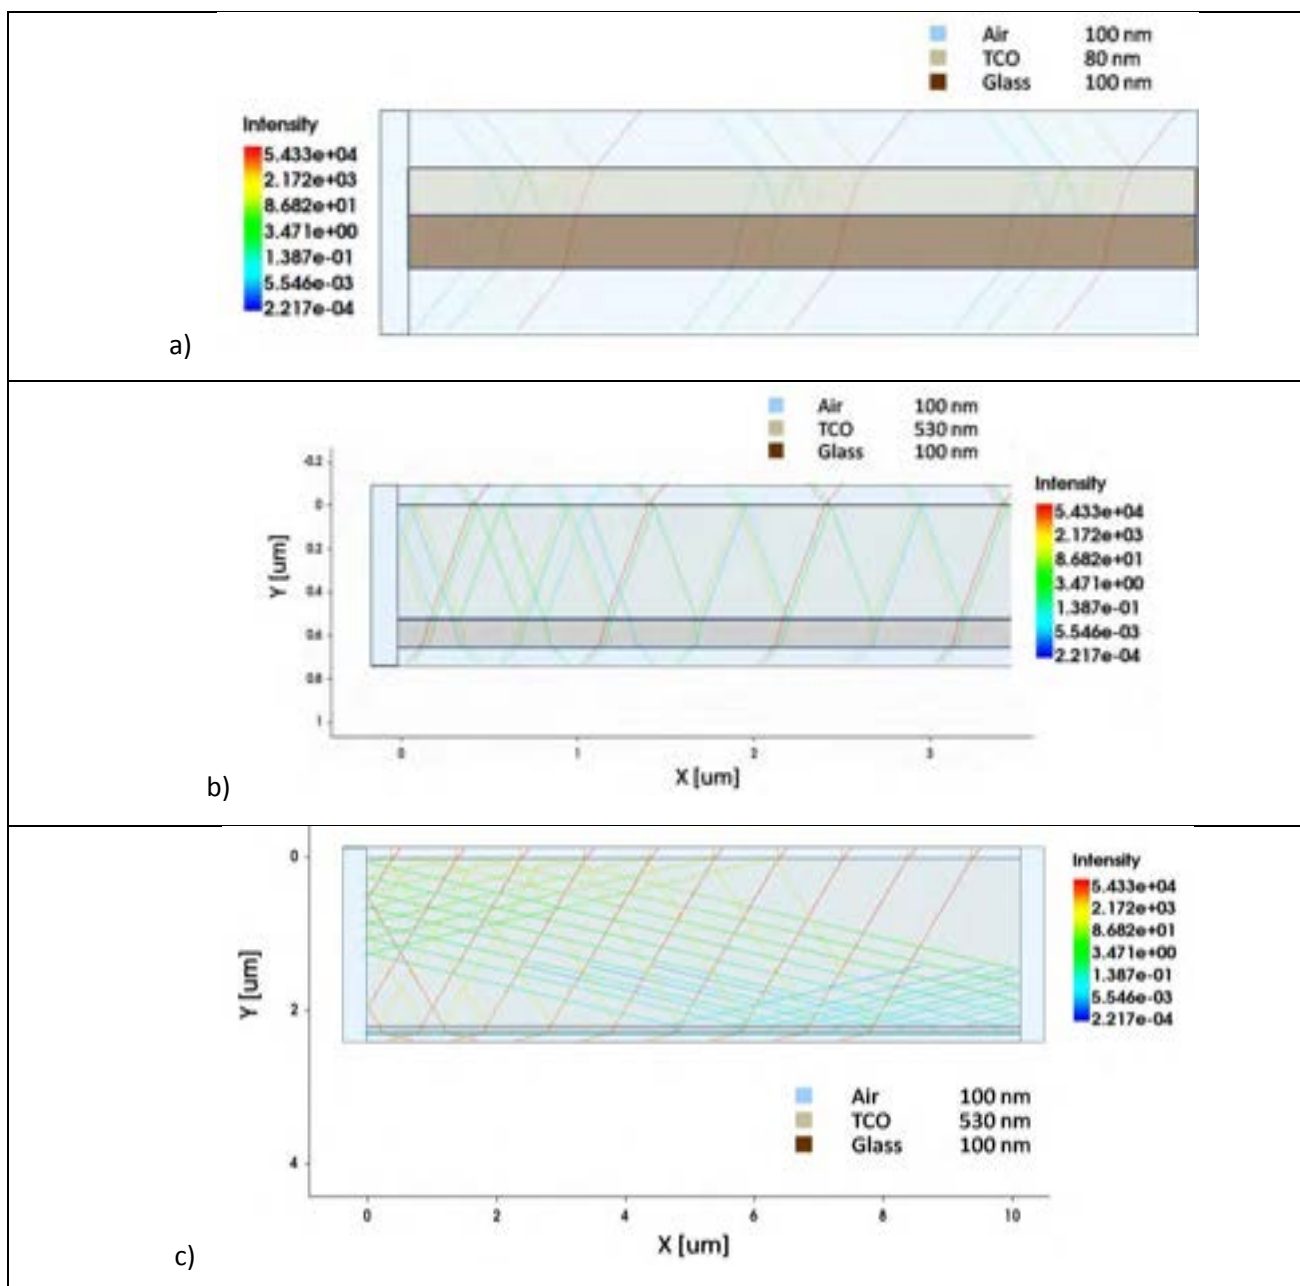 Air 100 nm
TCO 80 nm
Glass 100 nm
Intensity
5.433e+04
2.172e+03
8.682e+01
3.471e+00
1.387e-01
5.546e-03
2.217e-04
a)
Air 100 nm
TCO 530 nm
Glass 100 nm
-0.2
0
0.2
0.4
0.6
0.8
1
Y [um]
0 1 2 3
X [um]
Intensity
5.433e+04
2.172e+03
8.682e+01
3.471e+00
1.387e-01
5.546e-03
2.217e-04
b)
0
2
4
Y [um]
Intensity
5.433e+04
2.172e+03
8.682e+01
3.471e+00
1.387e-01
5.546e-03
2.217e-04
Air 100 nm
TCO 530 nm
Glass 100 nm
0 2 4 6 8 10
X [um]
c)